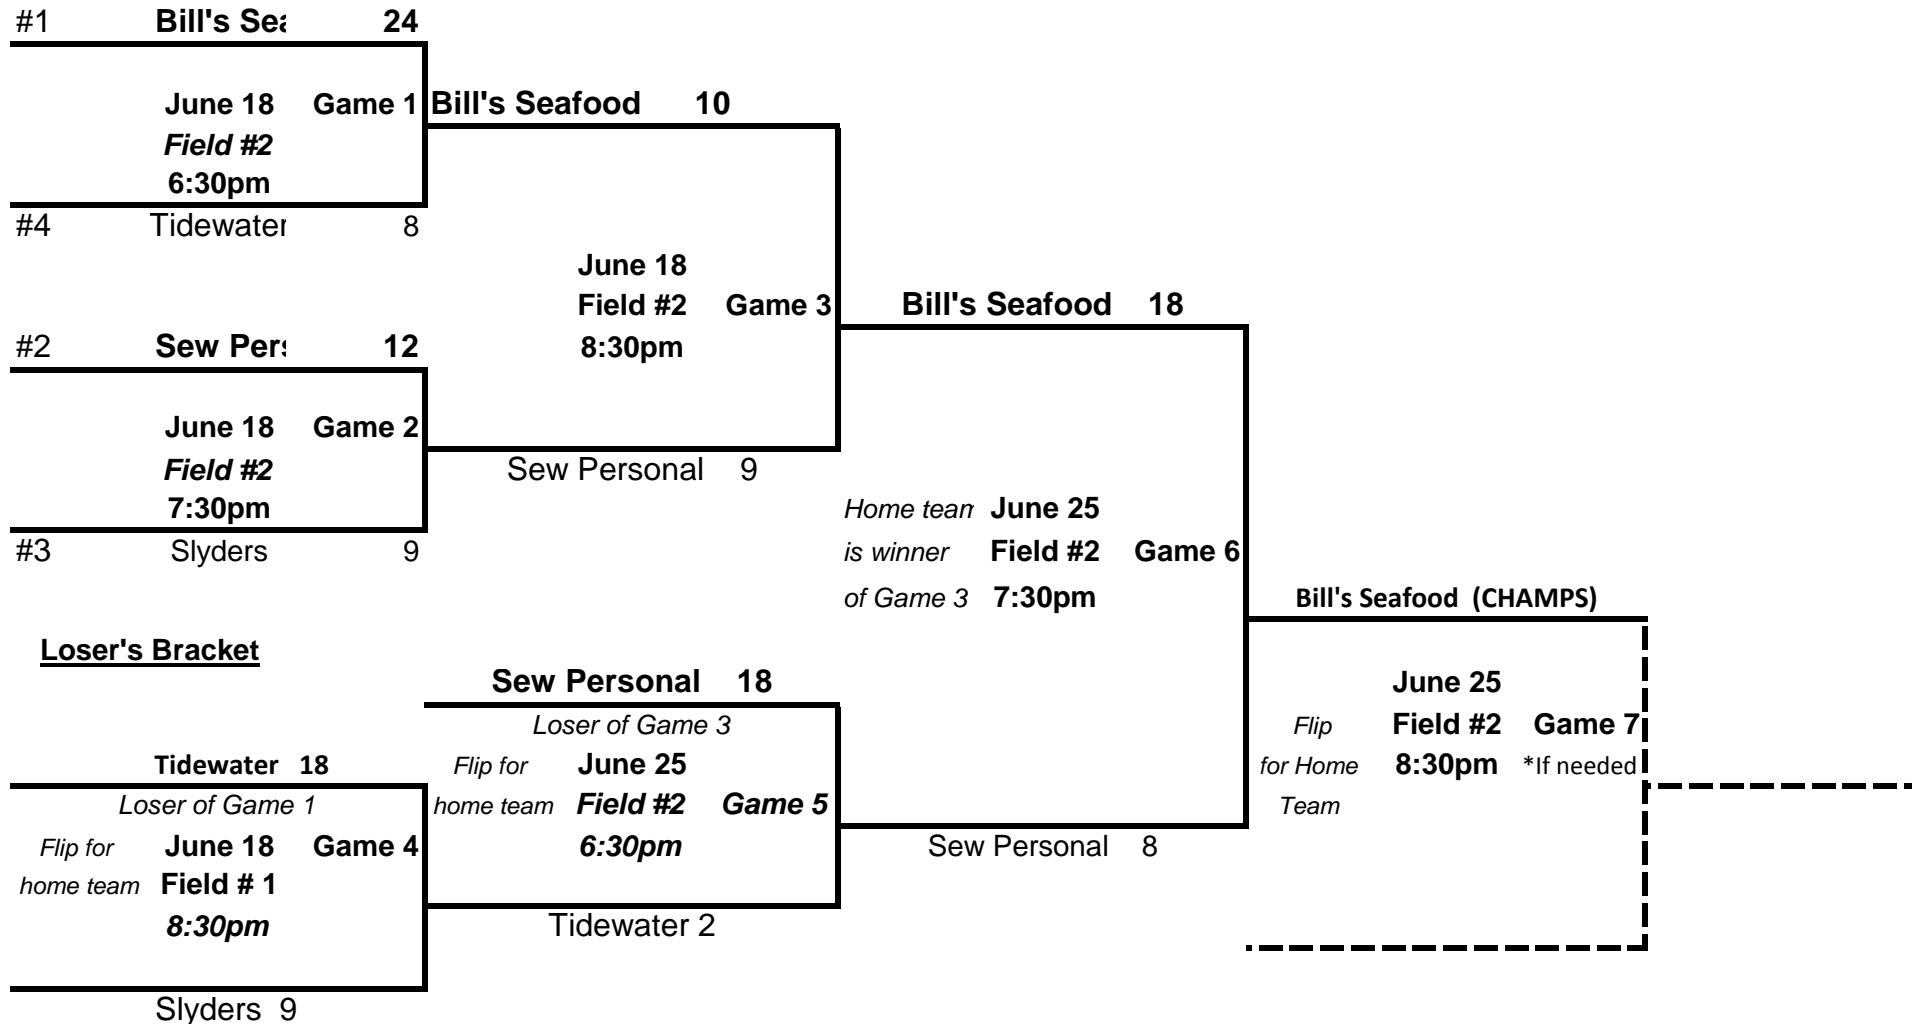 #1 Bill's Sea 24
June 18 Game 1
Field #2
6:30pm
#4 Tidewater 8
#2 Sew Pers 12
June 18 Game 2
Field #2
7:30pm
#3 Slyders 9
Bill's Seafood 10
June 18
Field #2 Game 3
8:30pm
Sew Personal 9
Bill's Seafood 18
Home team June 25
is winner Field #2 Game 6
of Game 3 7:30pm
Sew Personal 8
Bill's Seafood (CHAMPS)
June 25
Flip Field #2 Game 7
for Home 8:30pm *If needed
Team
Loser's Bracket
Tidewater 18
Loser of Game 1
Flip for June 18 Game 4
home team Field # 1
8:30pm
Slyders 9
Sew Personal 18
Loser of Game 3
Flip for June 25
home team Field #2 Game 5
6:30pm
Tidewater 2